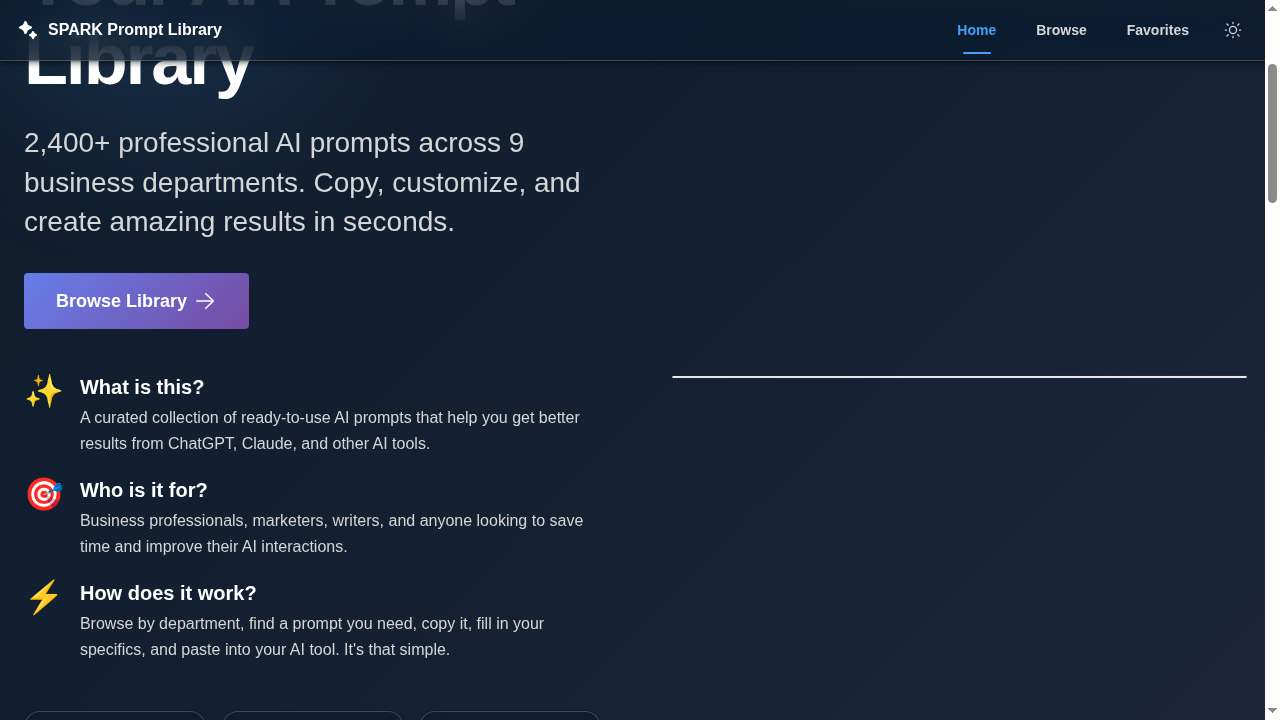 SPARK Prompt Library
Home
Browse
Favorites
Your AI Prompt
Library
2,400+ professional AI prompts across 9
business departments. Copy, customize, and
create amazing results in seconds.
Browse Library
What is this?
A curated collection of ready-to-use AI prompts that help you get better
results from ChatGPT, Claude, and other AI tools.
Who is it for?
Business professionals, marketers, writers, and anyone looking to save
time and improve their AI interactions.
How does it work?
Browse by department, find a prompt you need, copy it, fill in your
specifics, and paste into your AI tool. It's that simple.